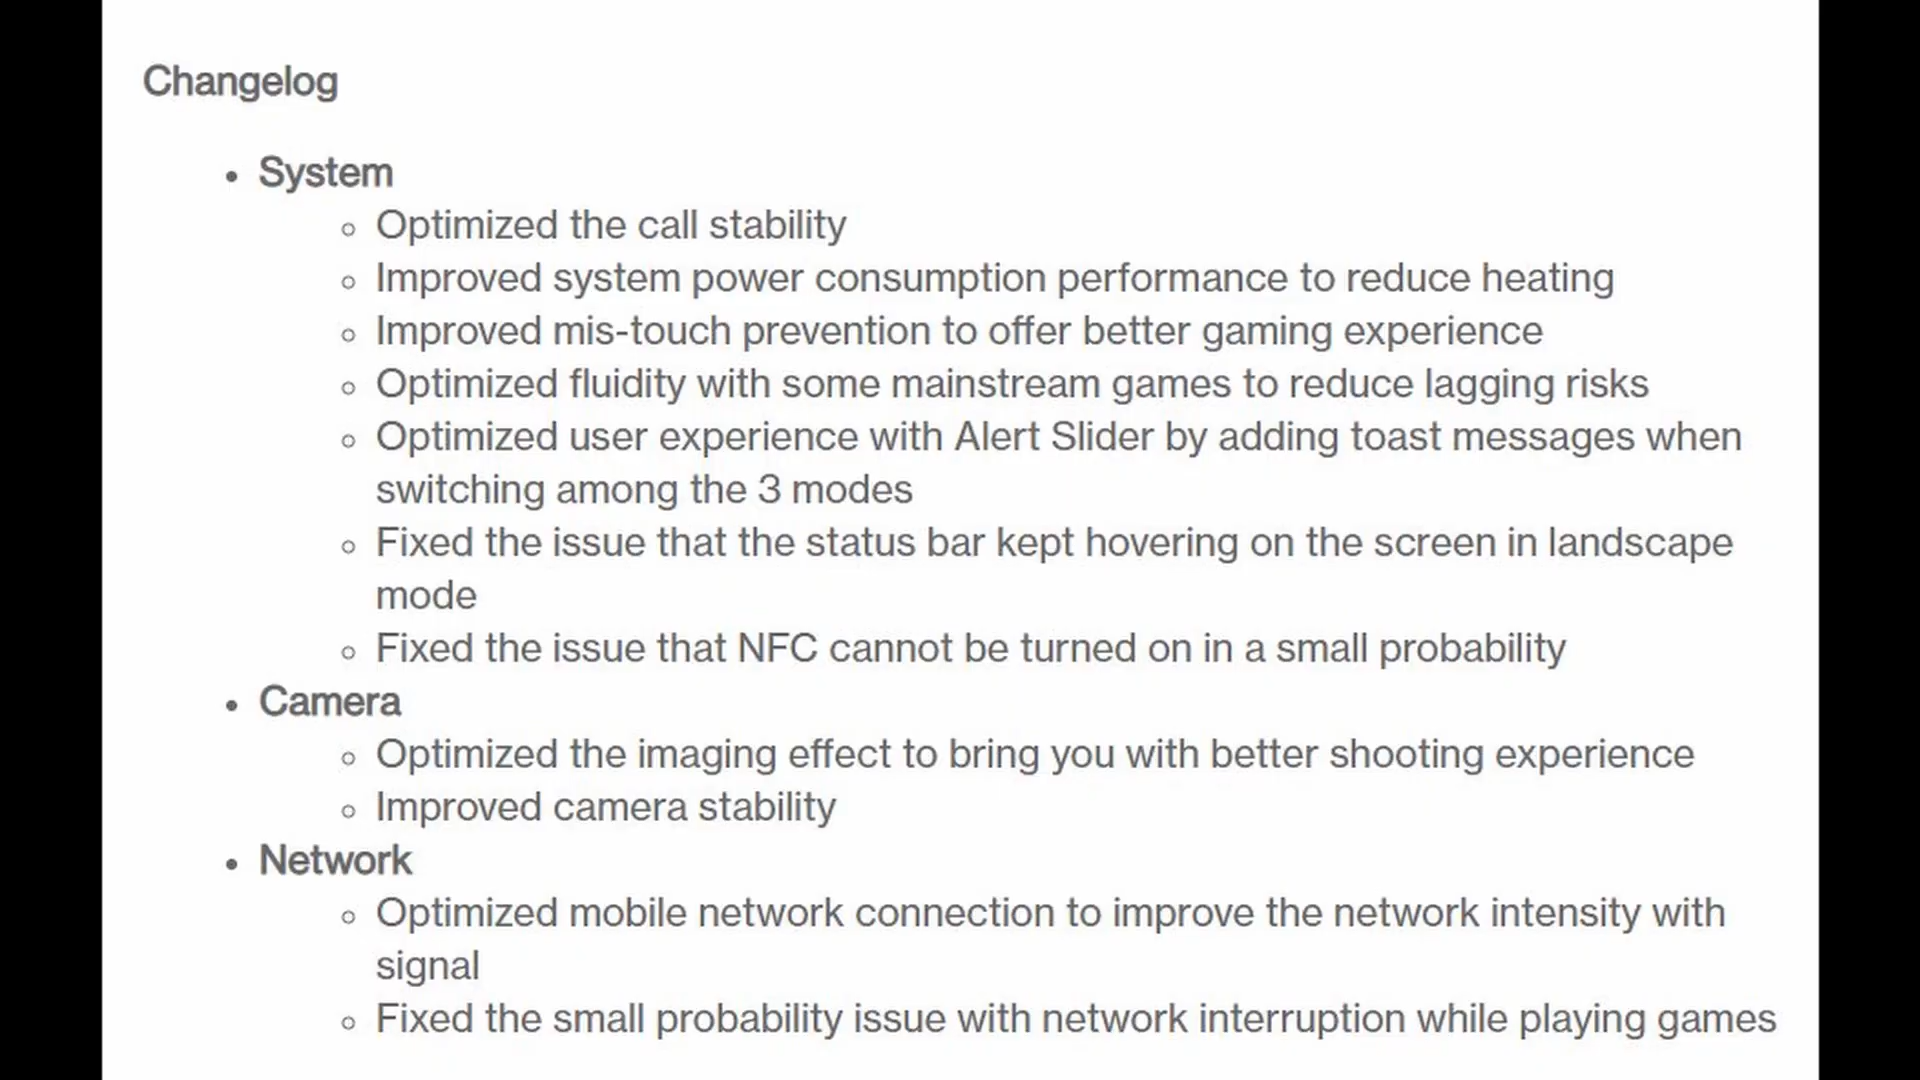 Changelog
System
Optimized the call stability
Improved system power consumption performance to reduce heating
Improved mis-touch prevention to offer better gaming experience
Optimized fluidity with some mainstream games to reduce lagging risks
Optimized user experience with Alert Slider by adding toast messages when
switching among the 3 modes
Fixed the issue that the status bar kept hovering on the screen in landscape
mode
Fixed the issue that NFC cannot be turned on in a small probability
Camera
Optimized the imaging effect to bring you with better shooting experience
Improved camera stability
Network
Optimized mobile network connection to improve the network intensity with
signal
Fixed the small probability issue with network interruption while playing games